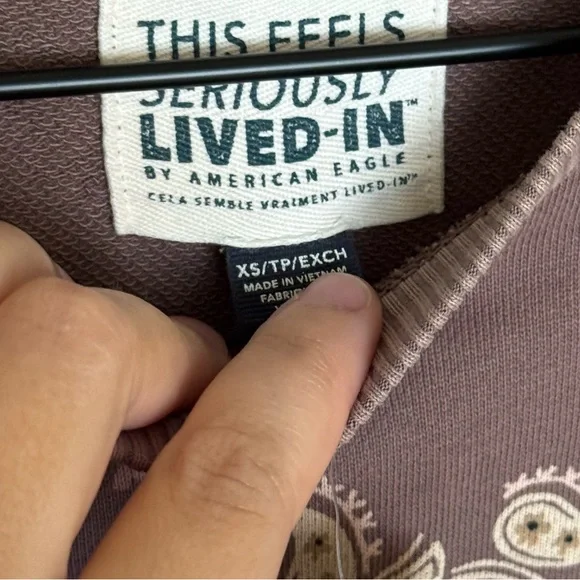 THIS FEELS
SERIOUSLY
LIVED-IN™
BY AMERICAN EAGLE
CELA SEMBLE VRAIMENT LIVED-IN™
XS/TP/EXCH
MADE IN VIETNAM